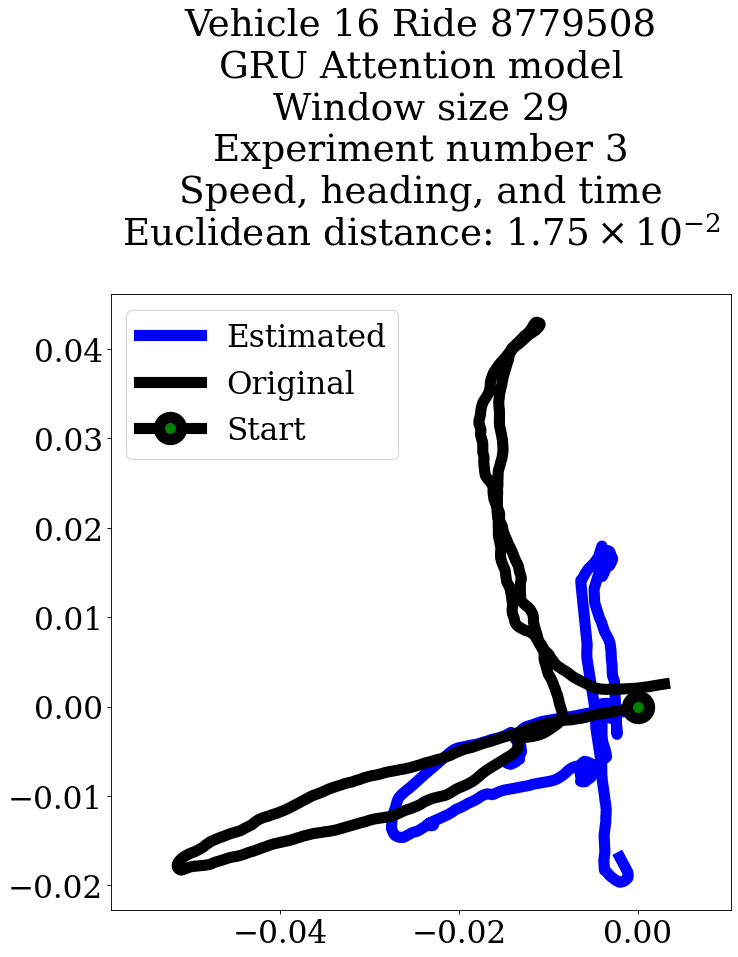 Vehicle 16 Ride 8779508
GRU Attention model
Window size 29
Experiment number 3
Speed, heading, and time
Euclidean distance: 1.75 × 10⁻²
Estimated
Original
Start
0.04
0.03
0.02
0.01
0.00
−0.01
−0.02
−0.04
−0.02
0.00